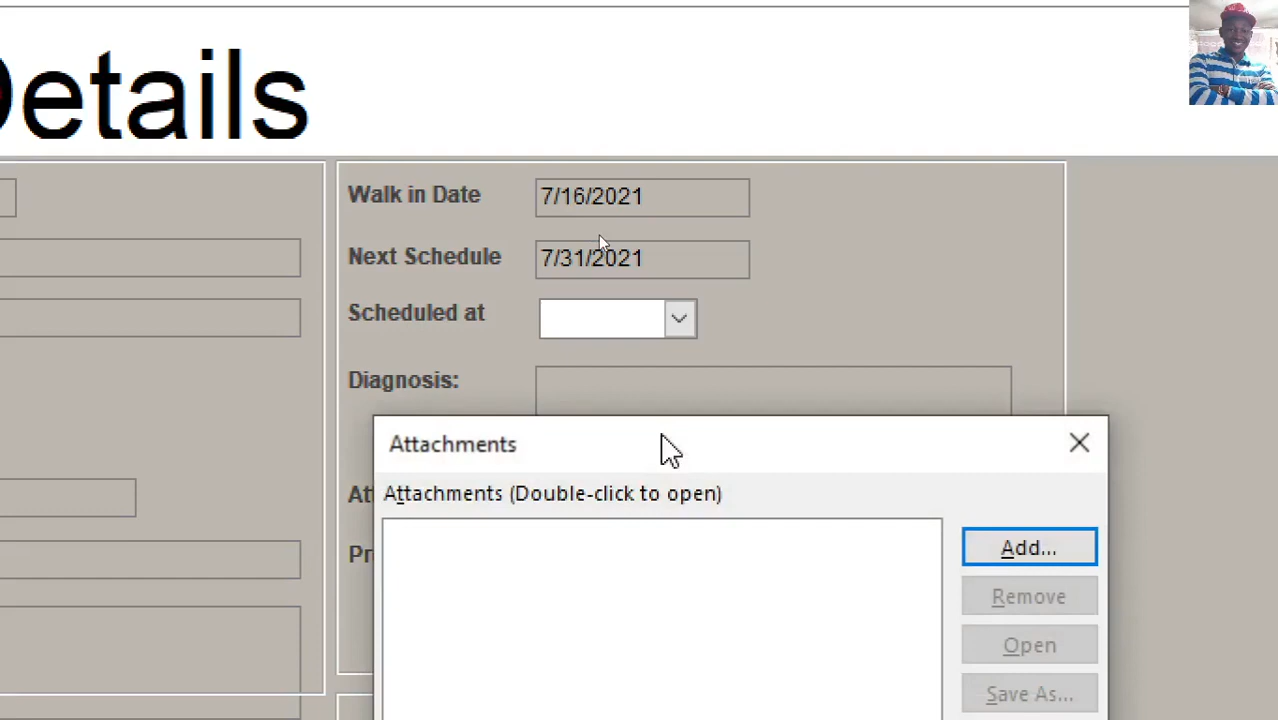 Details
Walk in Date
7/16/2021
Next Schedule
7/31/2021
Scheduled at
Diagnosis:
Attachments
Attachments (Double-click to open)
Add...
Remove
Open
Save As...